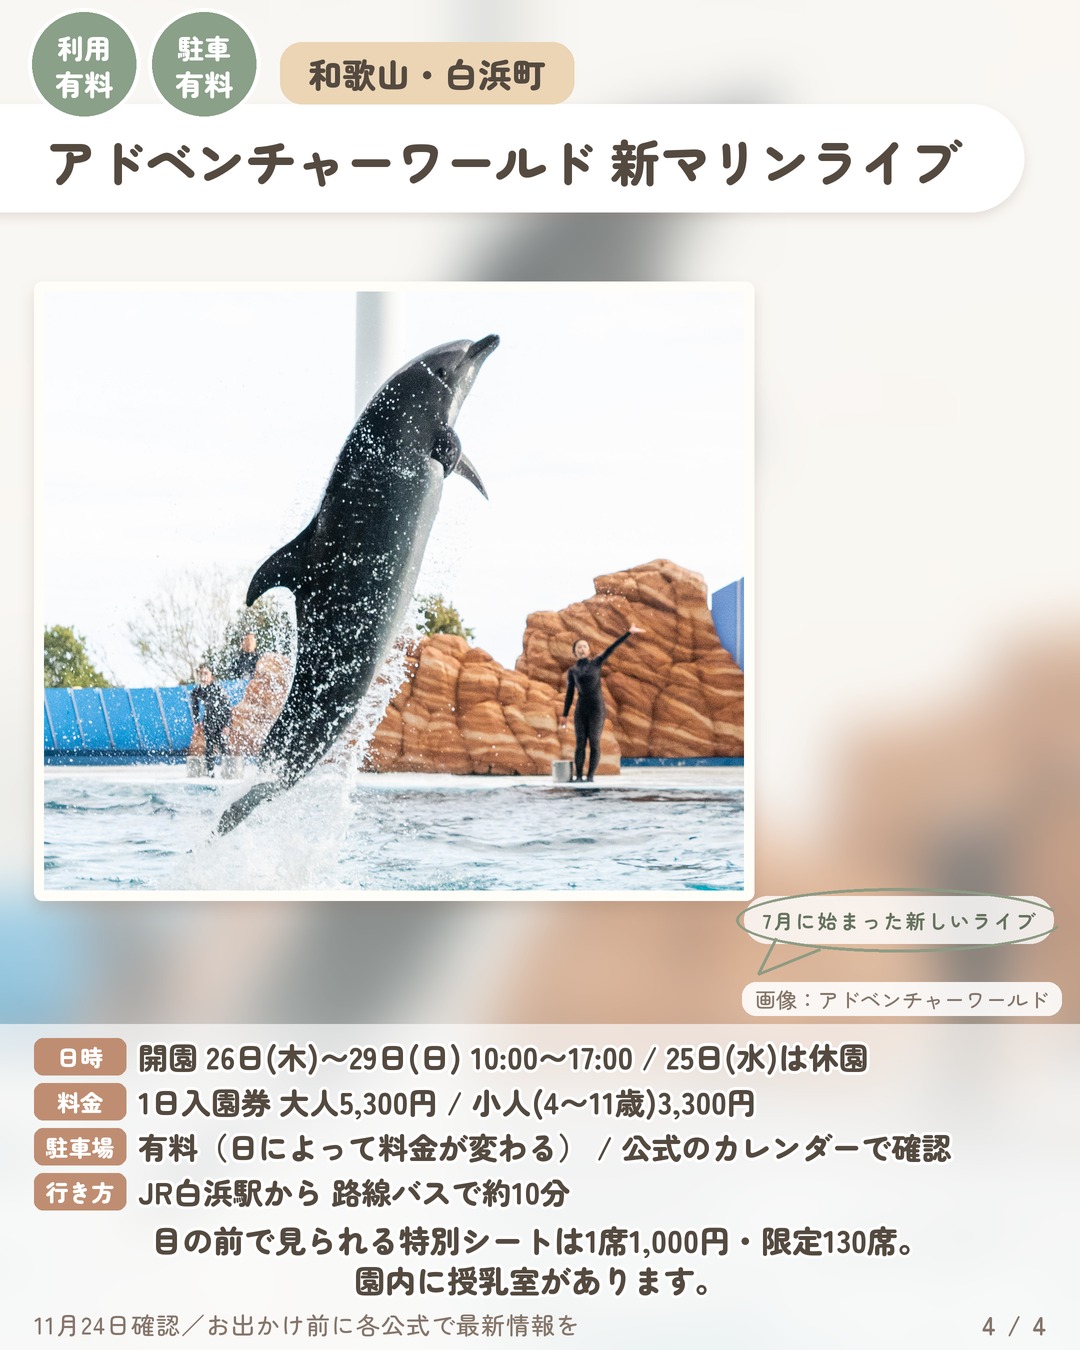 利用
有料
駐車
有料
和歌山・白浜町
アドベンチャーワールド 新マリンライブ
7月に始まった新しいライブ
画像：アドベンチャーワールド
日時 開園 26日(木)〜29日(日) 10:00〜17:00 / 25日(水)は休園
料金 1日入園券 大人5,300円 / 小人(4〜11歳)3,300円
駐車場 有料（日によって料金が変わる） / 公式のカレンダーで確認
行き方 JR白浜駅から 路線バスで約10分
目の前で見られる特別シートは1席1,000円・限定130席。
園内に授乳室があります。
11月24日確認／お出かけ前に各公式で最新情報を
4 / 4